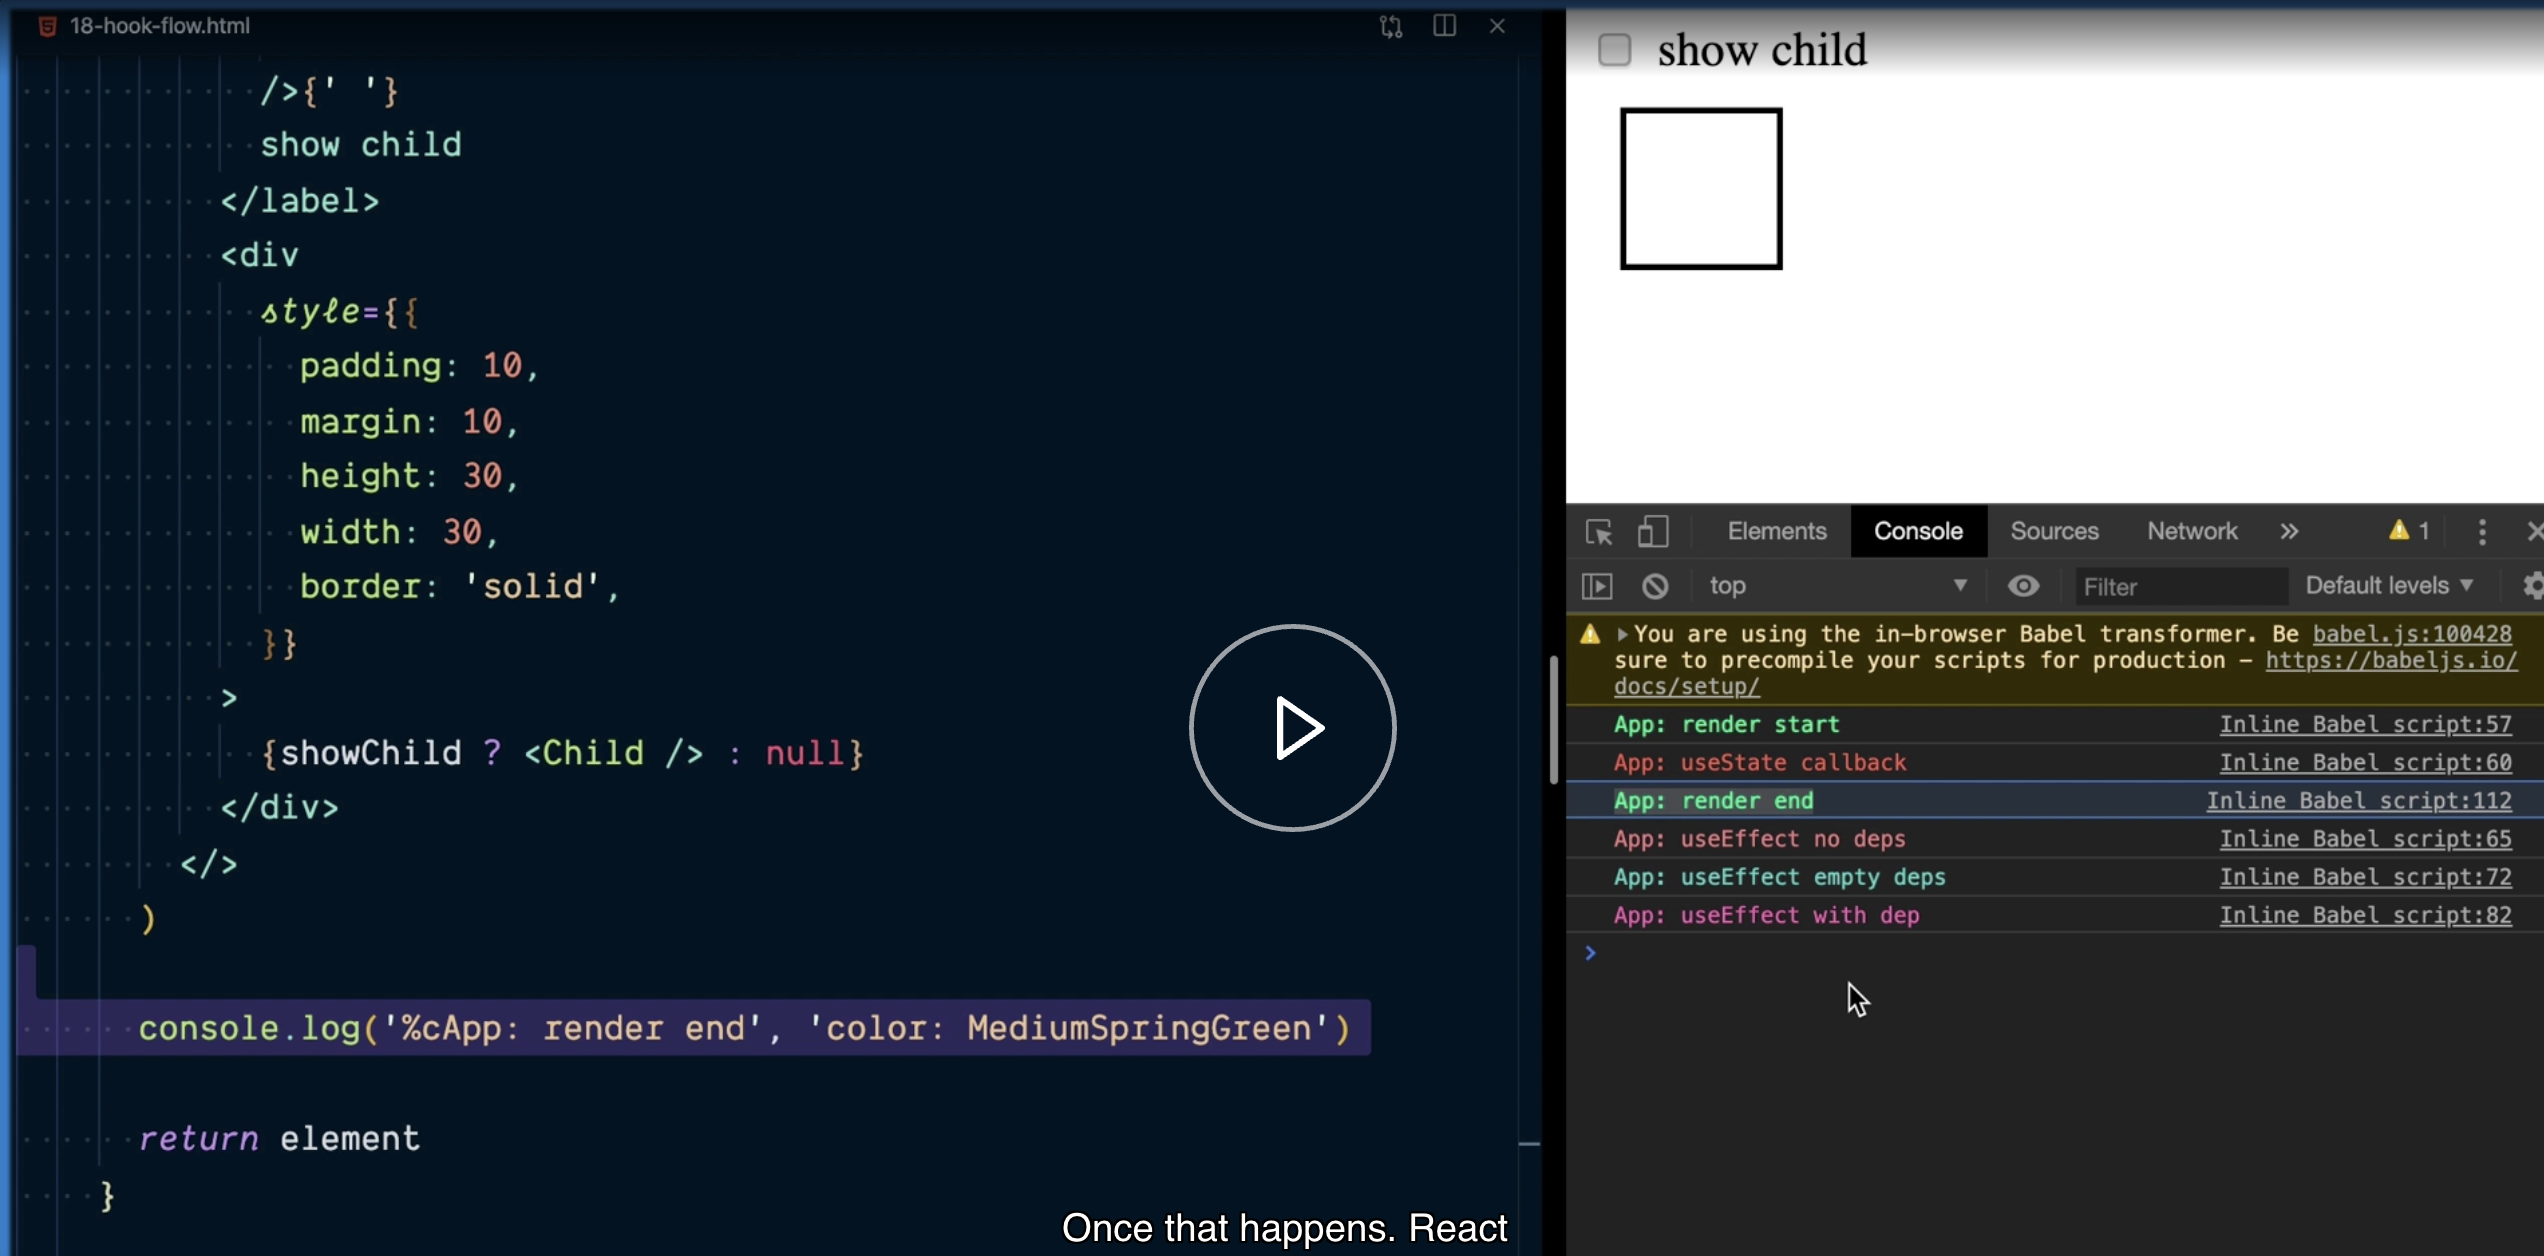 18-hook-flow.html
/>{' '}
show child
</label>
<div
style={{
padding: 10,
margin: 10,
height: 30,
width: 30,
border: 'solid',
}}
>
{showChild ? <Child /> : null}
</div>
</>
)
console.log('%cApp: render end', 'color: MediumSpringGreen')
return element
}
Once that happens. React
show child
Elements Console Sources Network » 1
top Filter Default levels
You are using the in-browser Babel transformer. Be babel.js:100428
sure to precompile your scripts for production – https://babeljs.io/
docs/setup/
App: render start Inline Babel script:57
App: useState callback Inline Babel script:60
App: render end Inline Babel script:112
App: useEffect no deps Inline Babel script:65
App: useEffect empty deps Inline Babel script:72
App: useEffect with dep Inline Babel script:82
>